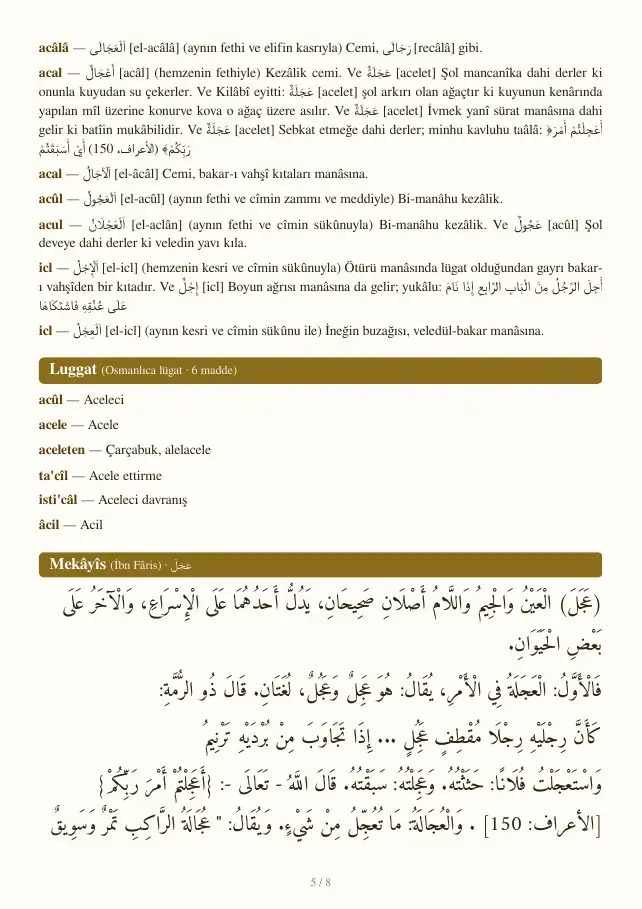 acâlâ — اَلْعَجَالَى [el-acâlâ] (aynın fethi ve elifin kasrıyla) Cemi, رَجَالَى [recâlâ] gibi.
acal — أَعْجَالٌ [acâl] (hemzenin fethiyle) Kezâlik cemi. Ve عَجَلَةٌ [acelet] Şol mancanîka dahi derler ki
onunla kuyudan su çekerler. Ve Kilâbî eyitti: عَجَلَةٌ [acelet] şol arkırı olan ağaçtır ki kuyunun kenârında
yapılan mîl üzerine konurve kova o ağaç üzere asılır. Ve عَجَلَةٌ [acelet] İvmek yanî sürat manâsına dahi
gelir ki batîin mukâbilidir. Ve عَجَلَةٌ [acelet] Sebkat etmeğe dahi derler; minhu kavluhu taâlâ: ﴿أَعَجِلْتُمْ أَمْرَ
رَبِّكُمْ﴾ (الأعراف، 150) أَيْ أَسَبَقْتُمْ
acal — اَلْآجَالُ [el-âcâl] Cemi, bakar-ı vahşî kıtaları manâsına.
acûl — اَلْعَجُولُ [el-acûl] (aynın fethi ve cîmin zammı ve meddiyle) Bi-manâhu kezâlik.
acul — اَلْعَجْلَانُ [el-aclân] (aynın fethi ve cîmin sükûnuyla) Bi-manâhu kezâlik. Ve عَجُولٌ [acûl] Şol
deveye dahi derler ki veledin yavı kıla.
icl — اَلْإِجْلُ [el-icl] (hemzenin kesri ve cîmin sükûnuyla) Ötürü manâsında lügat olduğundan gayrı bakar-
ı vahşîden bir kıtadır. Ve إِجْلٌ [icl] Boyun ağrısı manâsına da gelir; yukâlu: أَجِلَ الرَّجُلُ مِنَ الْبَابِ الرَّابِعِ إِذَا نَامَ
عَلَى عُنُقِهِ فَاشْتَكَاهَا
icl — اَلْعِجْلُ [el-icl] (aynın kesri ve cîmin sükûnu ile) İneğin buzağısı, veledül-bakar manâsına.
Luggat (Osmanlıca lügat · 6 madde)
acûl — Aceleci
acele — Acele
aceleten — Çarçabuk, alelacele
ta'cîl — Acele ettirme
isti'câl — Aceleci davranış
âcil — Acil
Mekâyîs (İbn Fâris) · عَجَلَ
(عَجَلَ) الْعَيْنُ وَالْجِيمُ وَاللَّامُ أَصْلَانِ صَحِيحَانِ، يَدُلُّ أَحَدُهُمَا عَلَى الْإِسْرَاعِ، وَالْآخَرُ عَلَى
بَعْضِ الْحَيَوَانِ.
فَالْأَوَّلُ: الْعَجَلَةُ فِي الْأَمْرِ، يُقَالُ: هُوَ عَجِلٌ وَعَجُلٌ، لُغَتَانِ. قَالَ ذُو الرُّمَّةِ:
كَأَنَّ رِجْلَيْهِ رِجْلَا مُقْطِفٍ عَجُلٍ ... إِذَا تَجَاوَبَ مِنْ بُرْدَيْهِ تَرْنِيمُ
وَاسْتَعْجَلْتُ فُلَانًا: حَثَثْتُهُ. وَعَجِلْتُهُ: سَبَقْتُهُ. قَالَ اللَّهُ - تَعَالَى -: {أَعَجِلْتُمْ أَمْرَ رَبِّكُمْ}
[الأعراف: 150] . وَالْعُجَالَةُ: مَا تُعُجِّلَ مِنْ شَيْءٍ. وَيُقَالُ: " عُجَالَةُ الرَّاكِبِ تَمْرٌ وَسَوِيقٌ
5 / 8